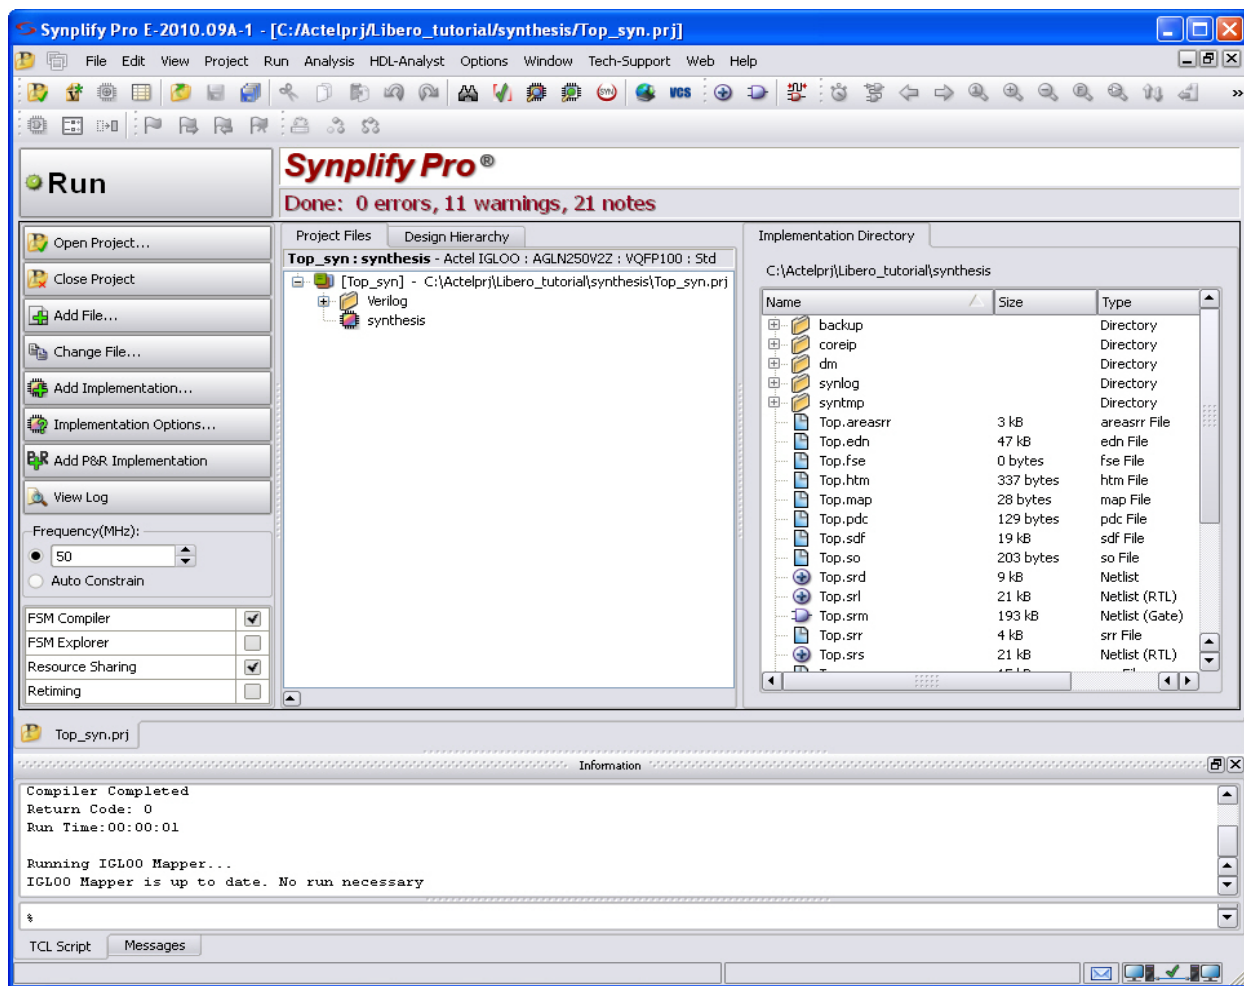 Synplify Pro E-2010.09A-1 - [C:/Actelprj/Libero_tutorial/synthesis/Top_syn.prj]
File Edit View Project Run Analysis HDL-Analyst Options Window Tech-Support Web Help
SYN VCS »
Run
Synplify Pro®
Done: 0 errors, 11 warnings, 21 notes
Open Project...
Close Project
Add File...
Change File...
Add Implementation...
Implementation Options...
P&R Add P&R Implementation
View Log
Frequency(MHz):
50
Auto Constrain
FSM Compiler
FSM Explorer
Resource Sharing
Retiming
Project Files Design Hierarchy
Top_syn : synthesis - Actel IGLOO : AGLN250V2Z : VQFP100 : Std
[Top_syn] - C:\Actelprj\Libero_tutorial\synthesis\Top_syn.prj
Verilog
synthesis
Implementation Directory
C:\Actelprj\Libero_tutorial\synthesis
Name Size Type
backup Directory
coreip Directory
dm Directory
synlog Directory
syntmp Directory
Top.areasrr 3 kB areasrr File
Top.edn 47 kB edn File
Top.fse 0 bytes fse File
Top.htm 337 bytes htm File
Top.map 28 bytes map File
Top.pdc 129 bytes pdc File
Top.sdf 19 kB sdf File
Top.so 203 bytes so File
Top.srd 9 kB Netlist
Top.srl 21 kB Netlist (RTL)
Top.srm 193 kB Netlist (Gate)
Top.srr 4 kB srr File
Top.srs 21 kB Netlist (RTL)
Top_syn.prj
Information
Compiler Completed
Return Code: 0
Run Time:00:00:01
Running IGLOO Mapper...
IGLOO Mapper is up to date. No run necessary
%
TCL Script Messages